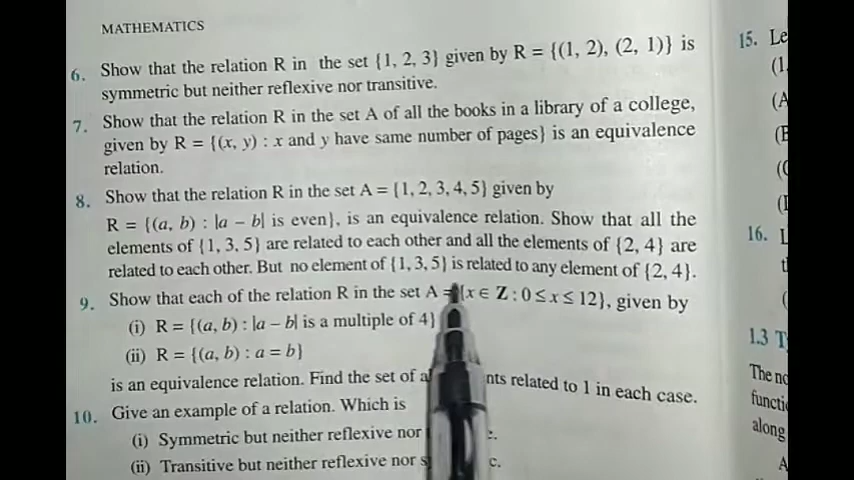 MATHEMATICS
6. Show that the relation R in the set {1, 2, 3} given by R = {(1, 2), (2, 1)} is
symmetric but neither reflexive nor transitive.
7. Show that the relation R in the set A of all the books in a library of a college,
given by R = {(x, y) : x and y have same number of pages} is an equivalence
relation.
8. Show that the relation R in the set A = {1, 2, 3, 4, 5} given by
R = {(a, b) : |a − b| is even}, is an equivalence relation. Show that all the
elements of {1, 3, 5} are related to each other and all the elements of {2, 4} are
related to each other. But no element of {1, 3, 5} is related to any element of {2, 4}.
9. Show that each of the relation R in the set A = {x ∈ Z : 0 ≤ x ≤ 12}, given by
(i) R = {(a, b) : |a − b| is a multiple of 4}
(ii) R = {(a, b) : a = b}
is an equivalence relation. Find the set of related to 1 in each case.
10. Give an example of a relation. Which is
(i) Symmetric but neither reflexive nor
(ii) Transitive but neither reflexive nor
15. Le
(1,
(A
(B
(C
(D
16. L
t
(
1.3 T
The no
functi
along
A